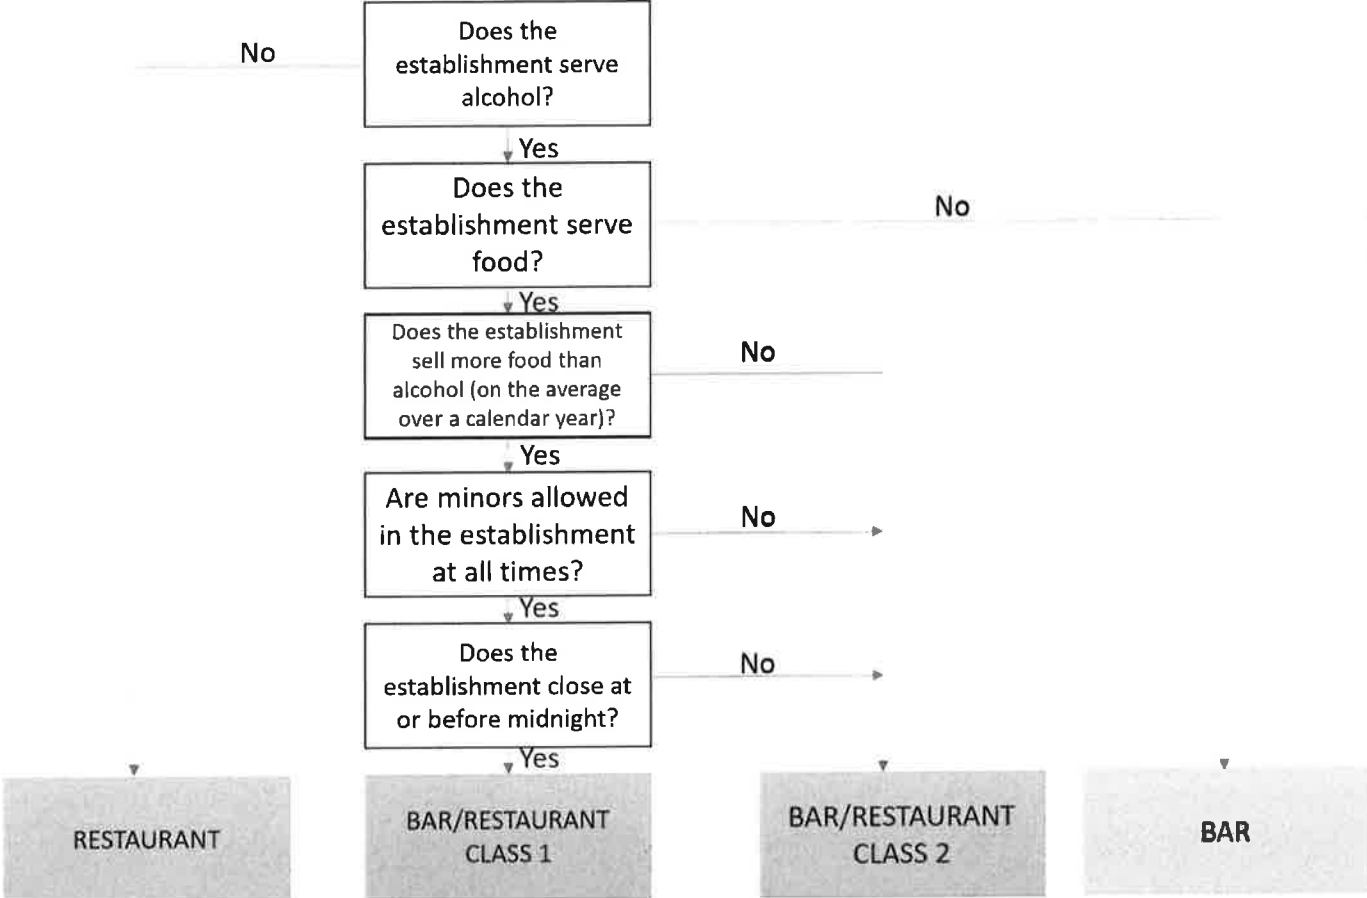 Does the
establishment serve
alcohol?
No
Yes
Does the
establishment serve
food?
No
Yes
Does the establishment
sell more food than
alcohol (on the average
over a calendar year)?
No
Yes
Are minors allowed
in the establishment
at all times?
No
Yes
Does the
establishment close at
or before midnight?
No
Yes
RESTAURANT
BAR/RESTAURANT
CLASS 1
BAR/RESTAURANT
CLASS 2
BAR